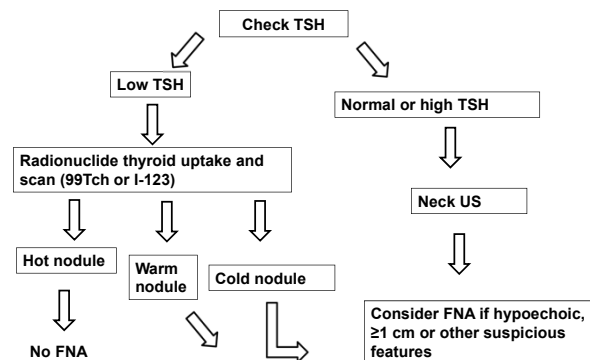 Check TSH
Low TSH
Normal or high TSH
Radionuclide thyroid uptake and
scan (99Tch or I-123)
Neck US
Hot nodule
Warm
nodule
Cold nodule
Consider FNA if hypoechoic,
≥1 cm or other suspicious
features
No FNA